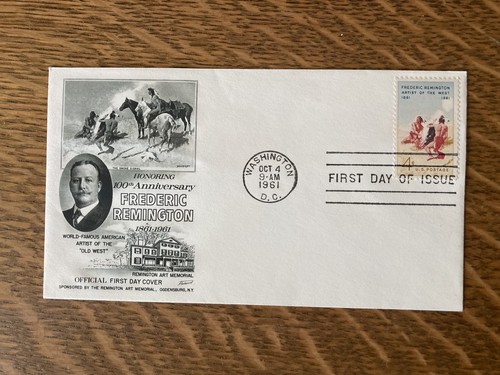 HONORING
100th Anniversary
FREDERIC
REMINGTON
1861-1961
WORLD-FAMOUS AMERICAN
ARTIST OF THE
"OLD WEST"
REMINGTON ART MEMORIAL
OFFICIAL FIRST DAY COVER
SPONSORED BY THE REMINGTON ART MEMORIAL, OGDENSBURG, N.Y.
WASHINGTON
OCT 4
9-AM
1961
D.C.
FREDERIC REMINGTON
ARTIST OF THE WEST
1861 1961
4¢
U.S. POSTAGE
FIRST DAY OF ISSUE